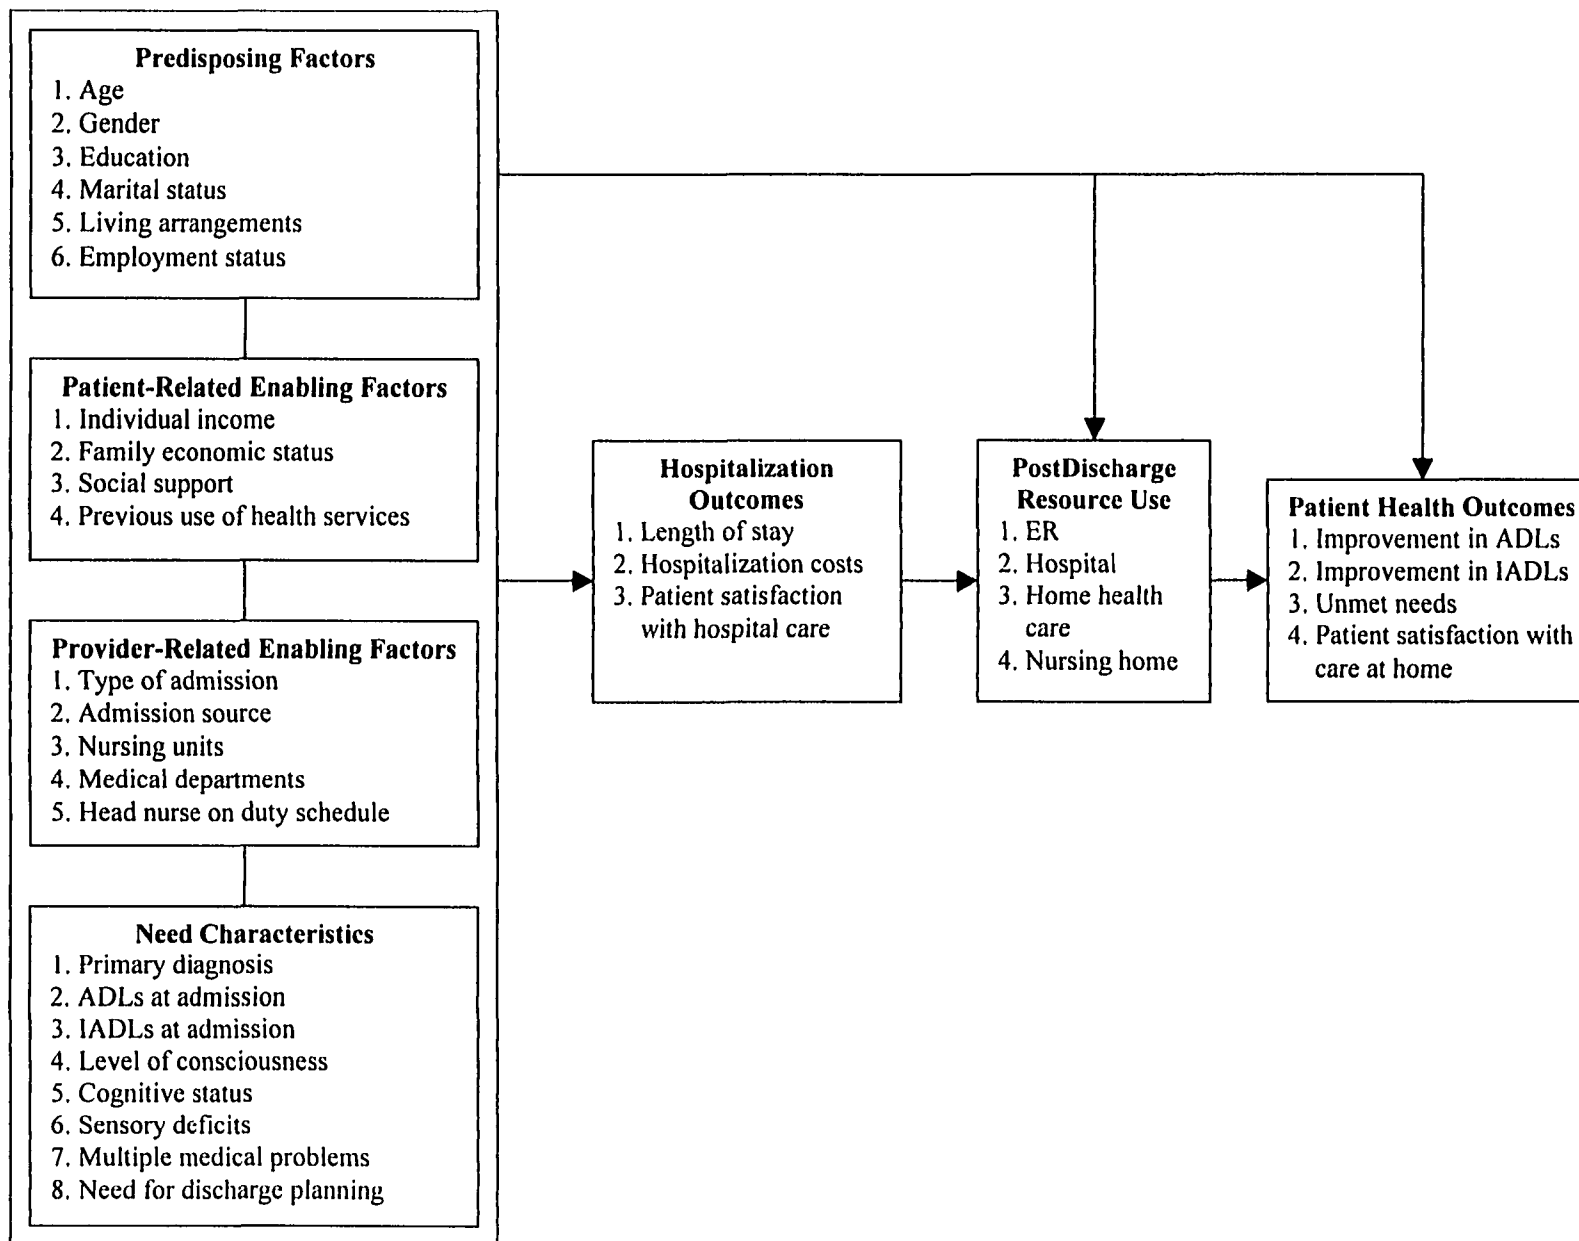 Predisposing Factors
1. Age
2. Gender
3. Education
4. Marital status
5. Living arrangements
6. Employment status
Patient-Related Enabling Factors
1. Individual income
2. Family economic status
3. Social support
4. Previous use of health services
Provider-Related Enabling Factors
1. Type of admission
2. Admission source
3. Nursing units
4. Medical departments
5. Head nurse on duty schedule
Need Characteristics
1. Primary diagnosis
2. ADLs at admission
3. IADLs at admission
4. Level of consciousness
5. Cognitive status
6. Sensory deficits
7. Multiple medical problems
8. Need for discharge planning
Hospitalization
Outcomes
1. Length of stay
2. Hospitalization costs
3. Patient satisfaction
with hospital care
PostDischarge
Resource Use
1. ER
2. Hospital
3. Home health
care
4. Nursing home
Patient Health Outcomes
1. Improvement in ADLs
2. Improvement in IADLs
3. Unmet needs
4. Patient satisfaction with
care at home